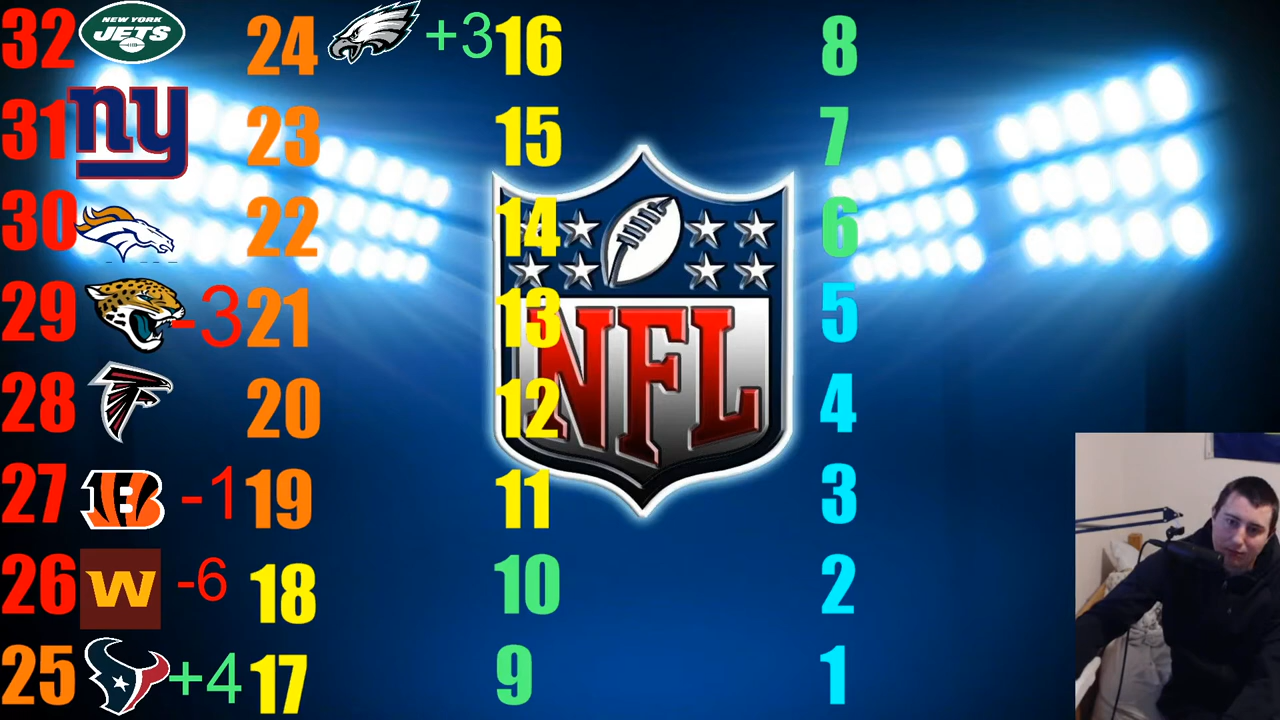 32 NEW YORK JETS 24 +3 16 8
31 ny 23 15 7
30 22 14 6
29 -3 21 13 5
NFL
28 20 12 4
27 B -1 19 11 3
26 W -6 18 10 2
25 +4 17 9 1